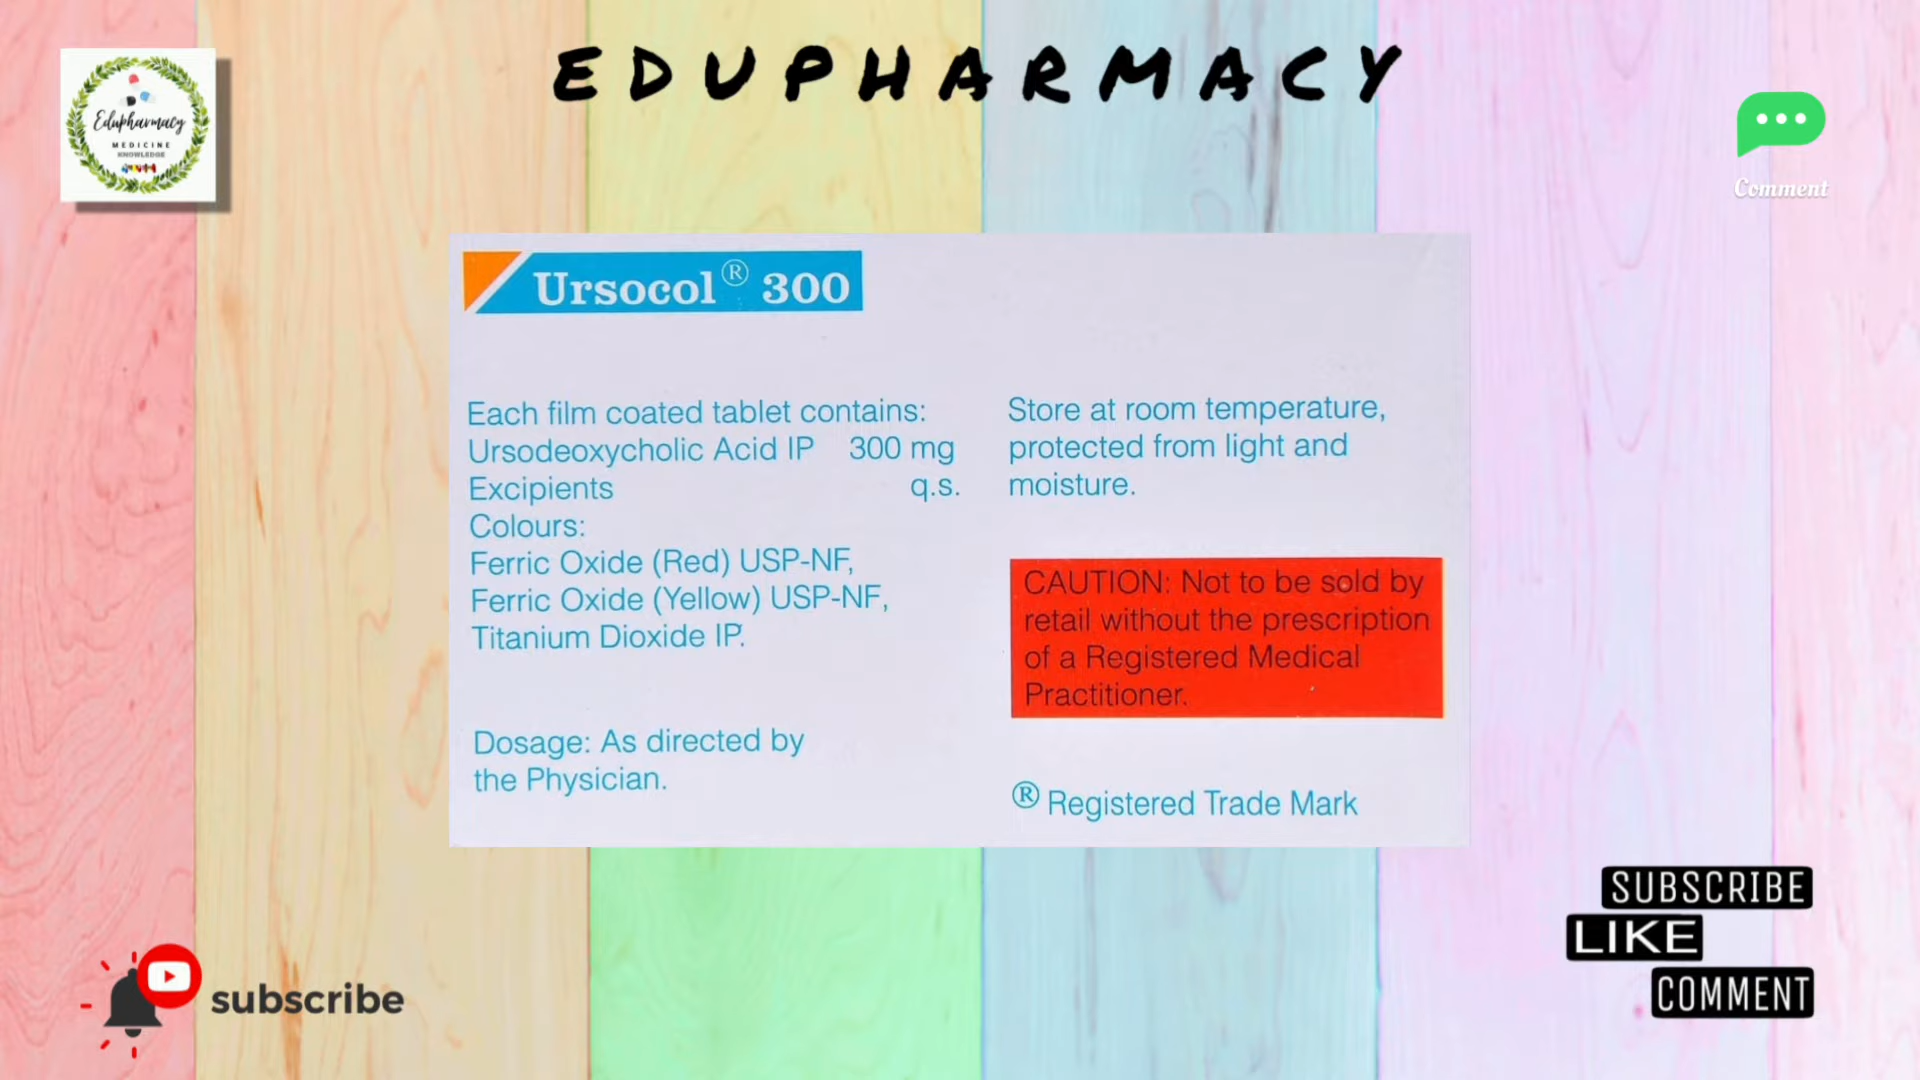 EDUPHARMACY
Edupharmacy
MEDICINE
KNOWLEDGE
Comment
Ursocol® 300
Each film coated tablet contains:
Ursodeoxycholic Acid IP 300 mg
Excipients q.s.
Colours:
Ferric Oxide (Red) USP-NF,
Ferric Oxide (Yellow) USP-NF,
Titanium Dioxide IP.
Dosage: As directed by
the Physician.
Store at room temperature,
protected from light and
moisture.
CAUTION: Not to be sold by
retail without the prescription
of a Registered Medical
Practitioner.
® Registered Trade Mark
subscribe
SUBSCRIBE
LIKE
COMMENT